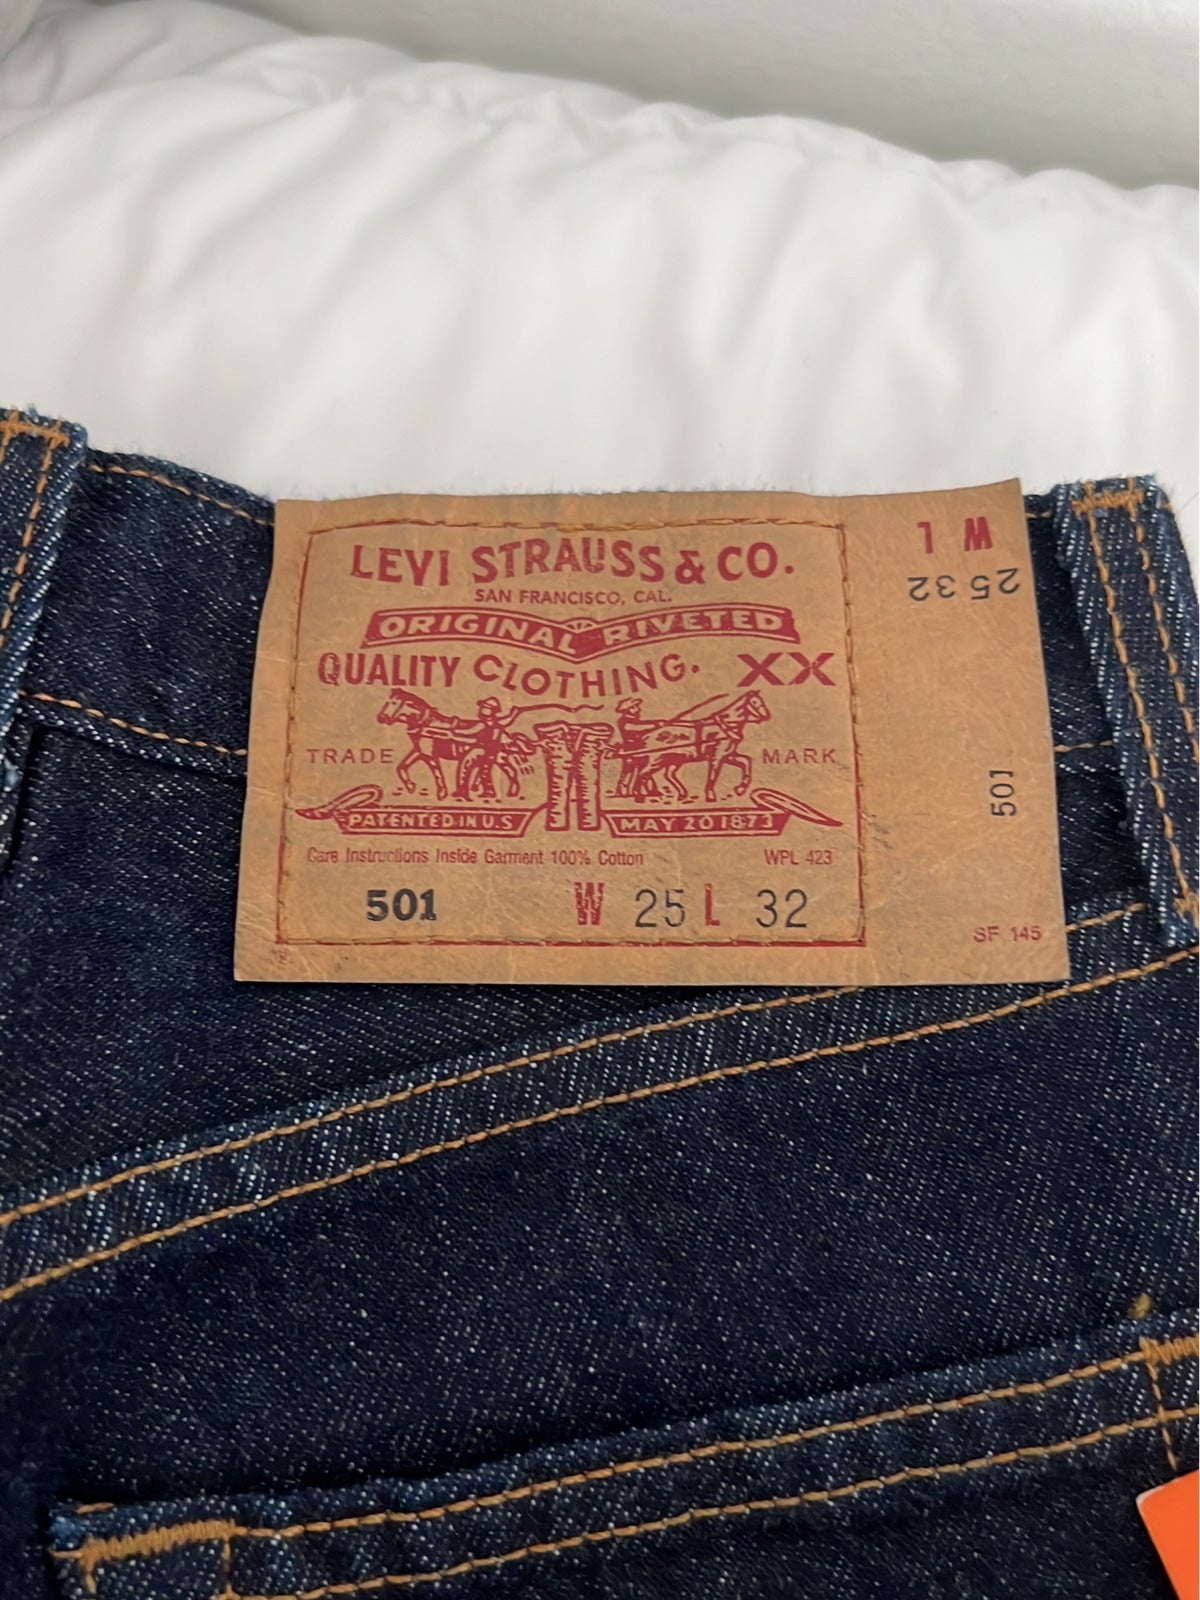 LEVI STRAUSS & CO.
SAN FRANCISCO, CAL.
ORIGINAL RIVETED
QUALITY CLOTHING. XX
TRADE MARK
PATENTED IN U.S MAY 20 1873
Care Instructions Inside Garment 100% Cotton WPL 423
501 W 25 L 32
W L
25 32
501
SF 145